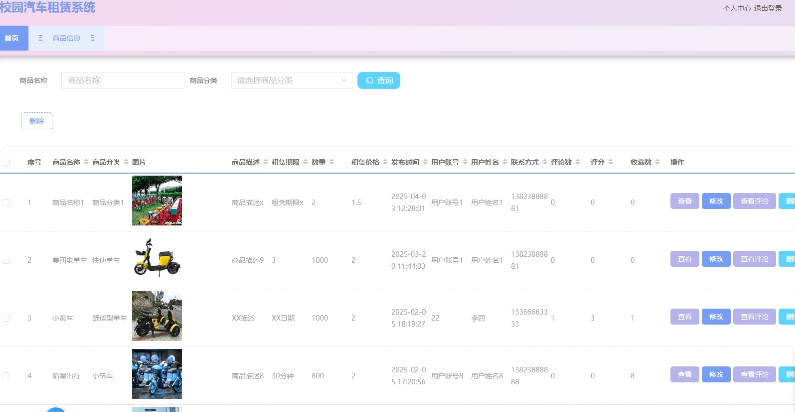 校园汽车租赁系统
个人中心 退出登录
首页 商品信息
商品名称 商品名称 商品分类 请选择商品分类 查询
删除
序号 商品名称 商品分类 图片 商品描述 租赁期限 数量 租赁价格 发布时间 用户账号 用户姓名 联系方式 评论数 评分 收藏数 操作
1 商品名称1 商品分类1 商品描述x 租赁期限x 2 1.5 2025-04-03 12:28:01 用户账号1 用户姓名1 13823888881 0 0 0 查看 修改 查看评论
2 美团电单车 快速单车 商品描述9 3 1000 2 2025-03-20 11:44:03 用户账号1 用户姓名1 13823888881 0 0 0 查看 修改 查看评论
3 小黄车 舒适型单车 XX描述 XX日期 1000 2 2025-02-05 18:19:27 22 李四 13366663333 1 3 1 查看 修改 查看评论
4 哈啰出行 小轿车 商品描述8 30分钟 800 2 2025-02-05 17:20:56 用户账号8 用户姓名8 13823888888 0 0 8 查看 修改 查看评论